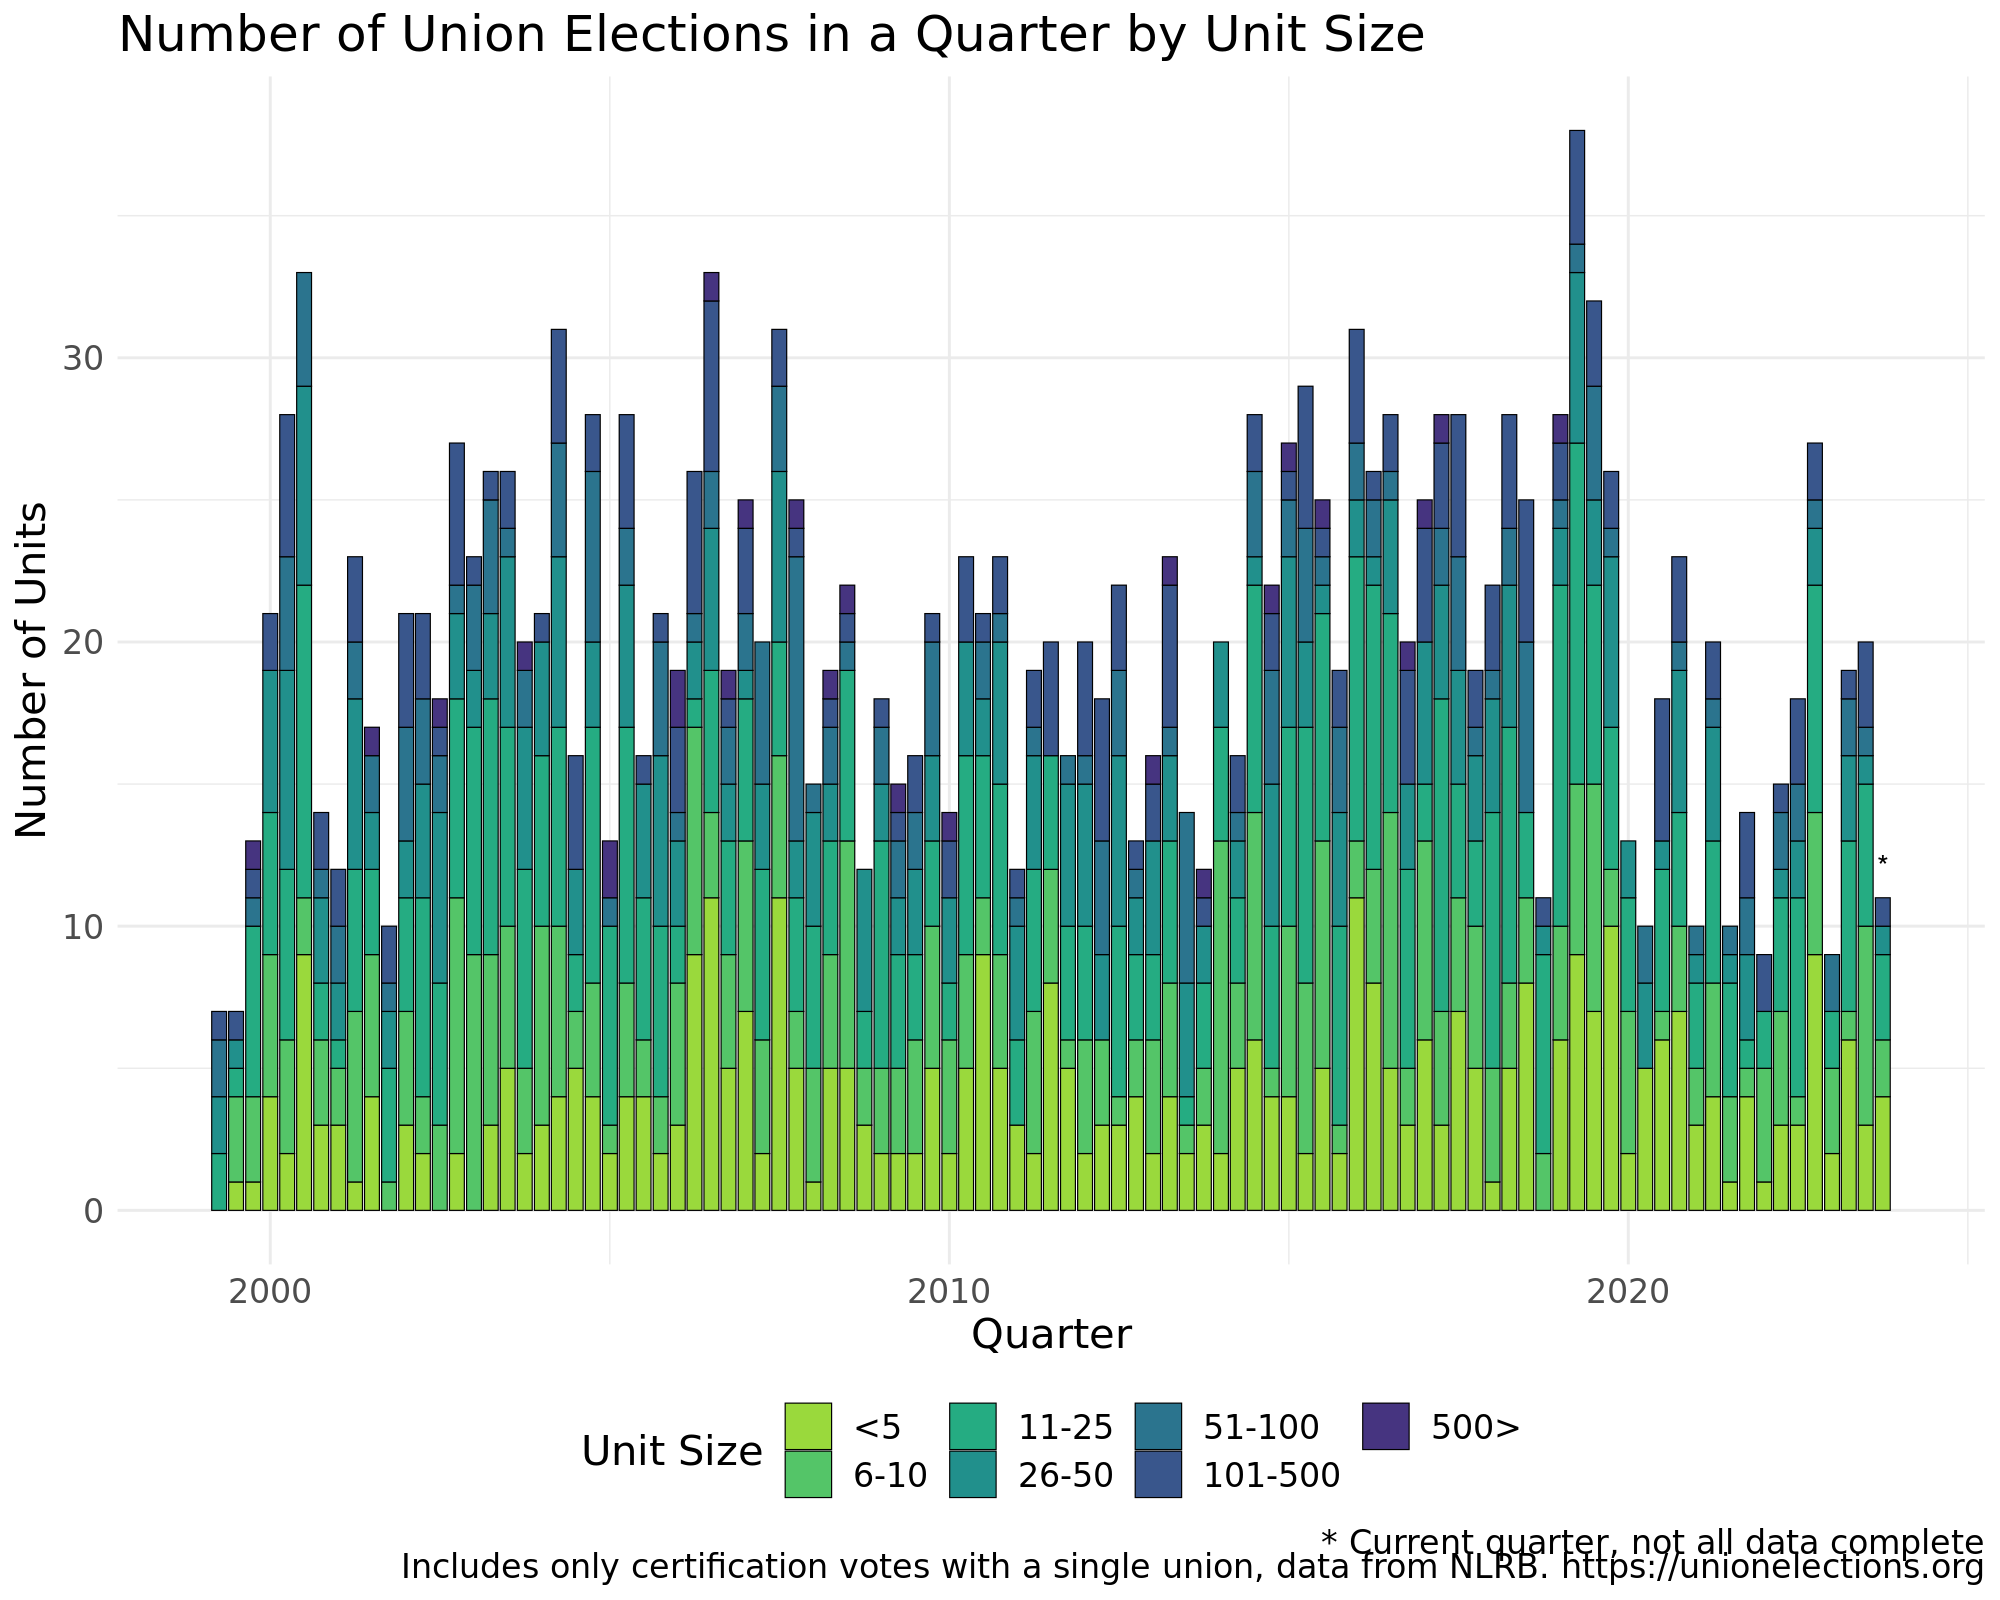 Number of Union Elections in a Quarter by Unit Size
Number of Units
30
20
10
0
*
2000
2010
2020
Quarter
Unit Size
<5
6-10
11-25
26-50
51-100
101-500
500>
* Current quarter, not all data complete
Includes only certification votes with a single union, data from NLRB. https://unionelections.org